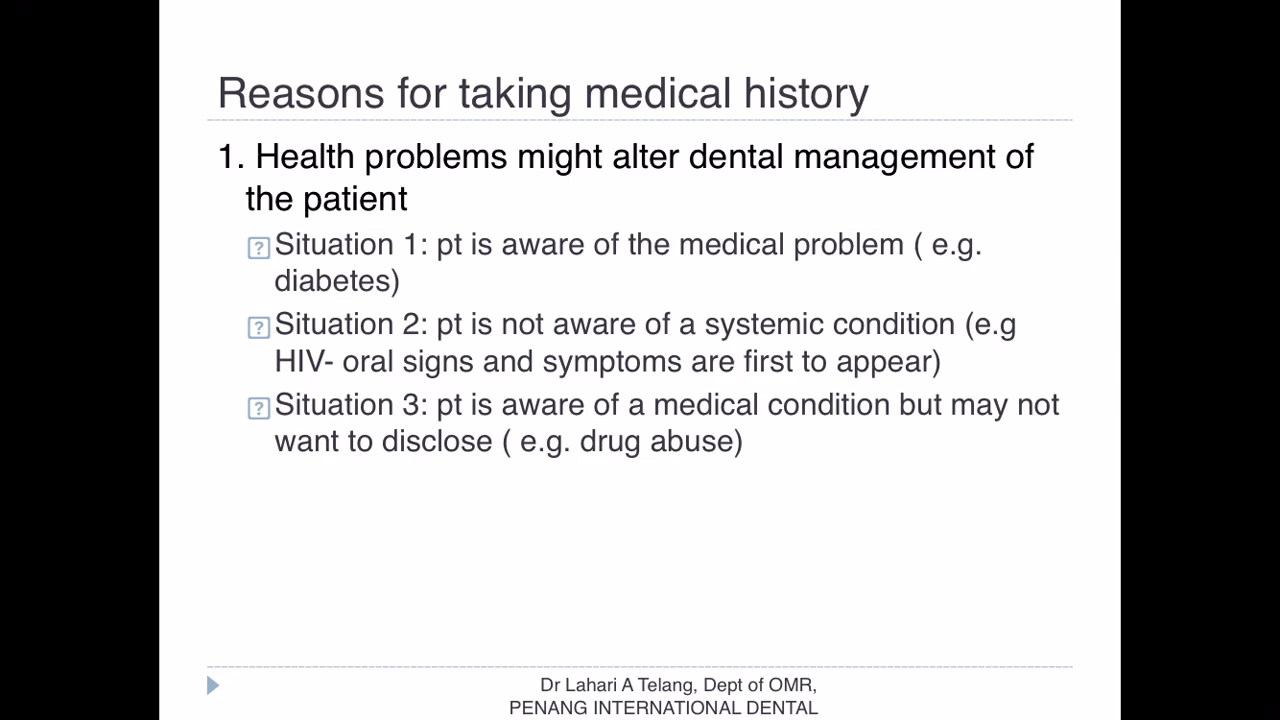 Reasons for taking medical history
1. Health problems might alter dental management of
the patient
Situation 1: pt is aware of the medical problem ( e.g.
diabetes)
Situation 2: pt is not aware of a systemic condition (e.g
HIV- oral signs and symptoms are first to appear)
Situation 3: pt is aware of a medical condition but may not
want to disclose ( e.g. drug abuse)
Dr Lahari A Telang, Dept of OMR,
PENANG INTERNATIONAL DENTAL